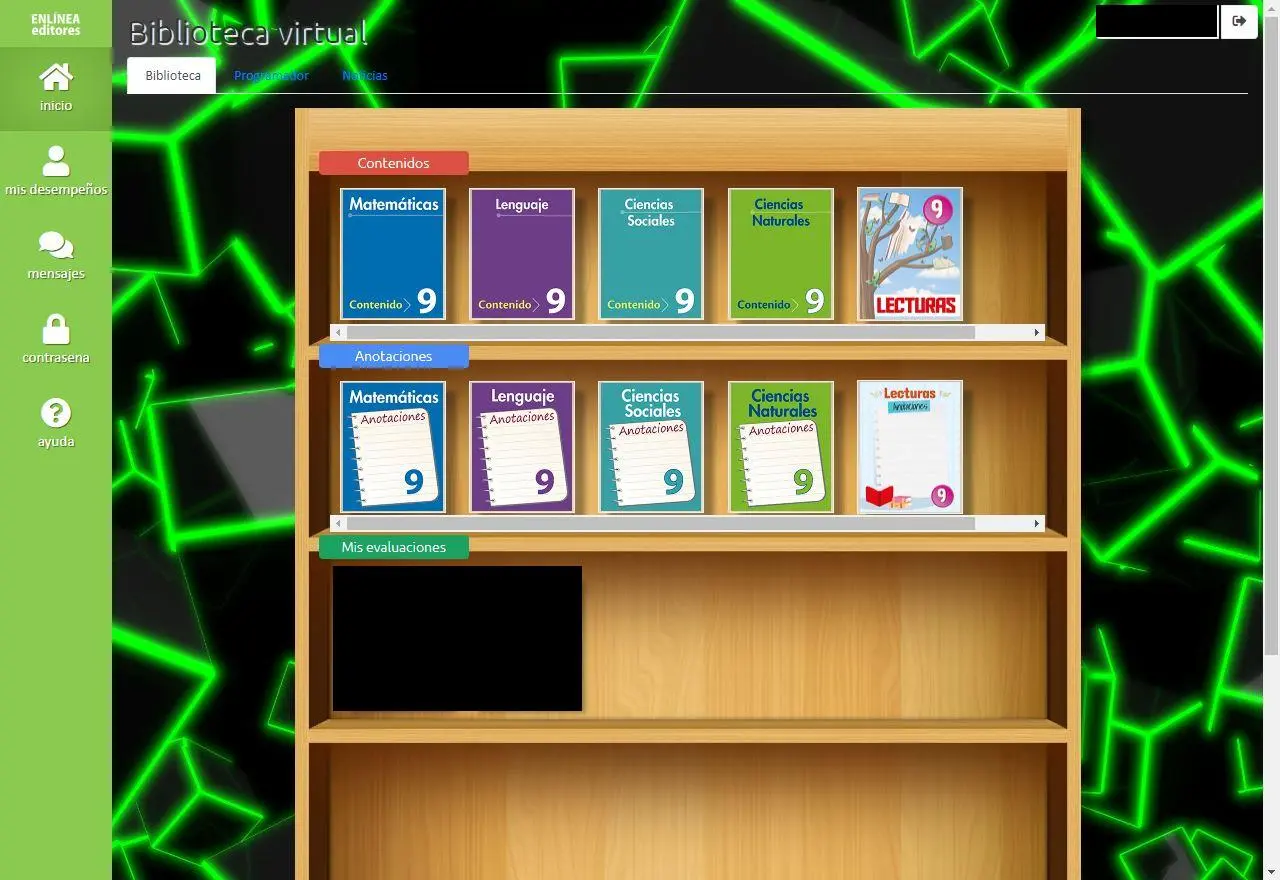 ENLÍNEA
editores
Biblioteca virtual
Biblioteca
Programador
Noticias
inicio
mis desempeños
mensajes
contrasena
ayuda
Contenidos
Matemáticas
Contenido
9
Lenguaje
Contenido
9
Ciencias
Sociales
Contenido
9
Ciencias
Naturales
Contenido
9
9
LECTURAS
Anotaciones
Matemáticas
Anotaciones
9
Lenguaje
Anotaciones
9
Ciencias
Sociales
Anotaciones
9
Ciencias
Naturales
Anotaciones
9
Lecturas
Anotaciones
9
Mis evaluaciones